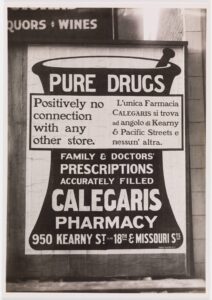 QUORS & WINES
PURE DRUGS
Positively no
connection
with any
other store.
L'unica Farmacia
CALEGARIS si trova
ad angolo di Kearny
& Pacific Streets e
nessun' altra.
FAMILY & DOCTORS'
PRESCRIPTIONS
ACCURATELY FILLED
CALEGARIS
PHARMACY
950 KEARNY ST. 18TH & MISSOURI STS